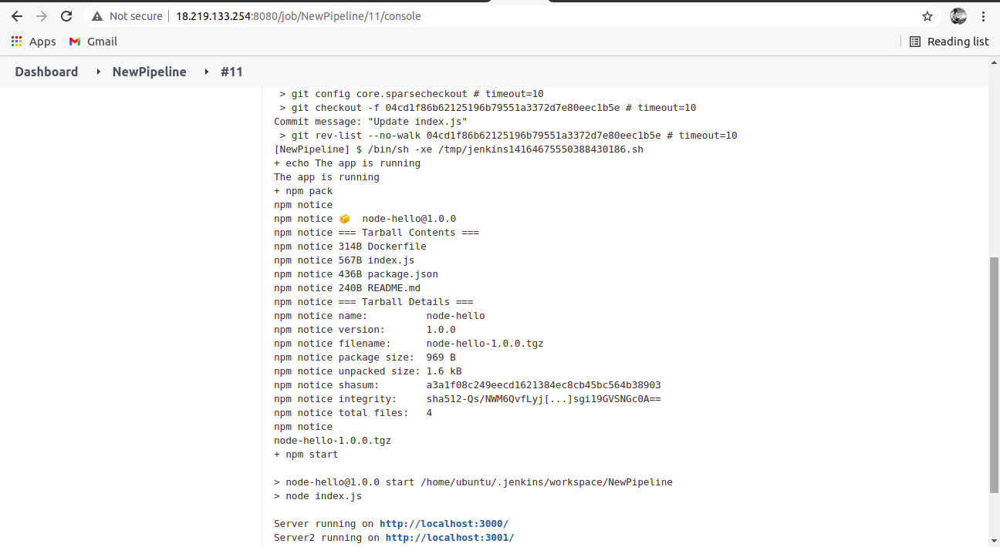 Not secure 18.219.133.254:8080/job/NewPipeline/11/console
Apps Gmail Reading list
Dashboard NewPipeline #11
> git config core.sparsecheckout # timeout=10
> git checkout -f 04cd1f86b62125196b79551a3372d7e80eec1b5e # timeout=10
Commit message: "Update index.js"
> git rev-list --no-walk 04cd1f86b62125196b79551a3372d7e80eec1b5e # timeout=10
[NewPipeline] $ /bin/sh -xe /tmp/jenkins14164675550388430186.sh
+ echo The app is running
The app is running
+ npm pack
npm notice
npm notice 📦 node-hello@1.0.0
npm notice === Tarball Contents ===
npm notice 314B Dockerfile
npm notice 567B index.js
npm notice 436B package.json
npm notice 240B README.md
npm notice === Tarball Details ===
npm notice name: node-hello
npm notice version: 1.0.0
npm notice filename: node-hello-1.0.0.tgz
npm notice package size: 969 B
npm notice unpacked size: 1.6 kB
npm notice shasum: a3a1f08c249eecd1621384ec8cb45bc564b38903
npm notice integrity: sha512-Qs/NWM6QvfLyj[...]sgi19GVSNGc0A==
npm notice total files: 4
npm notice
node-hello-1.0.0.tgz
+ npm start
> node-hello@1.0.0 start /home/ubuntu/.jenkins/workspace/NewPipeline
> node index.js
Server running on http://localhost:3000/
Server2 running on http://localhost:3001/